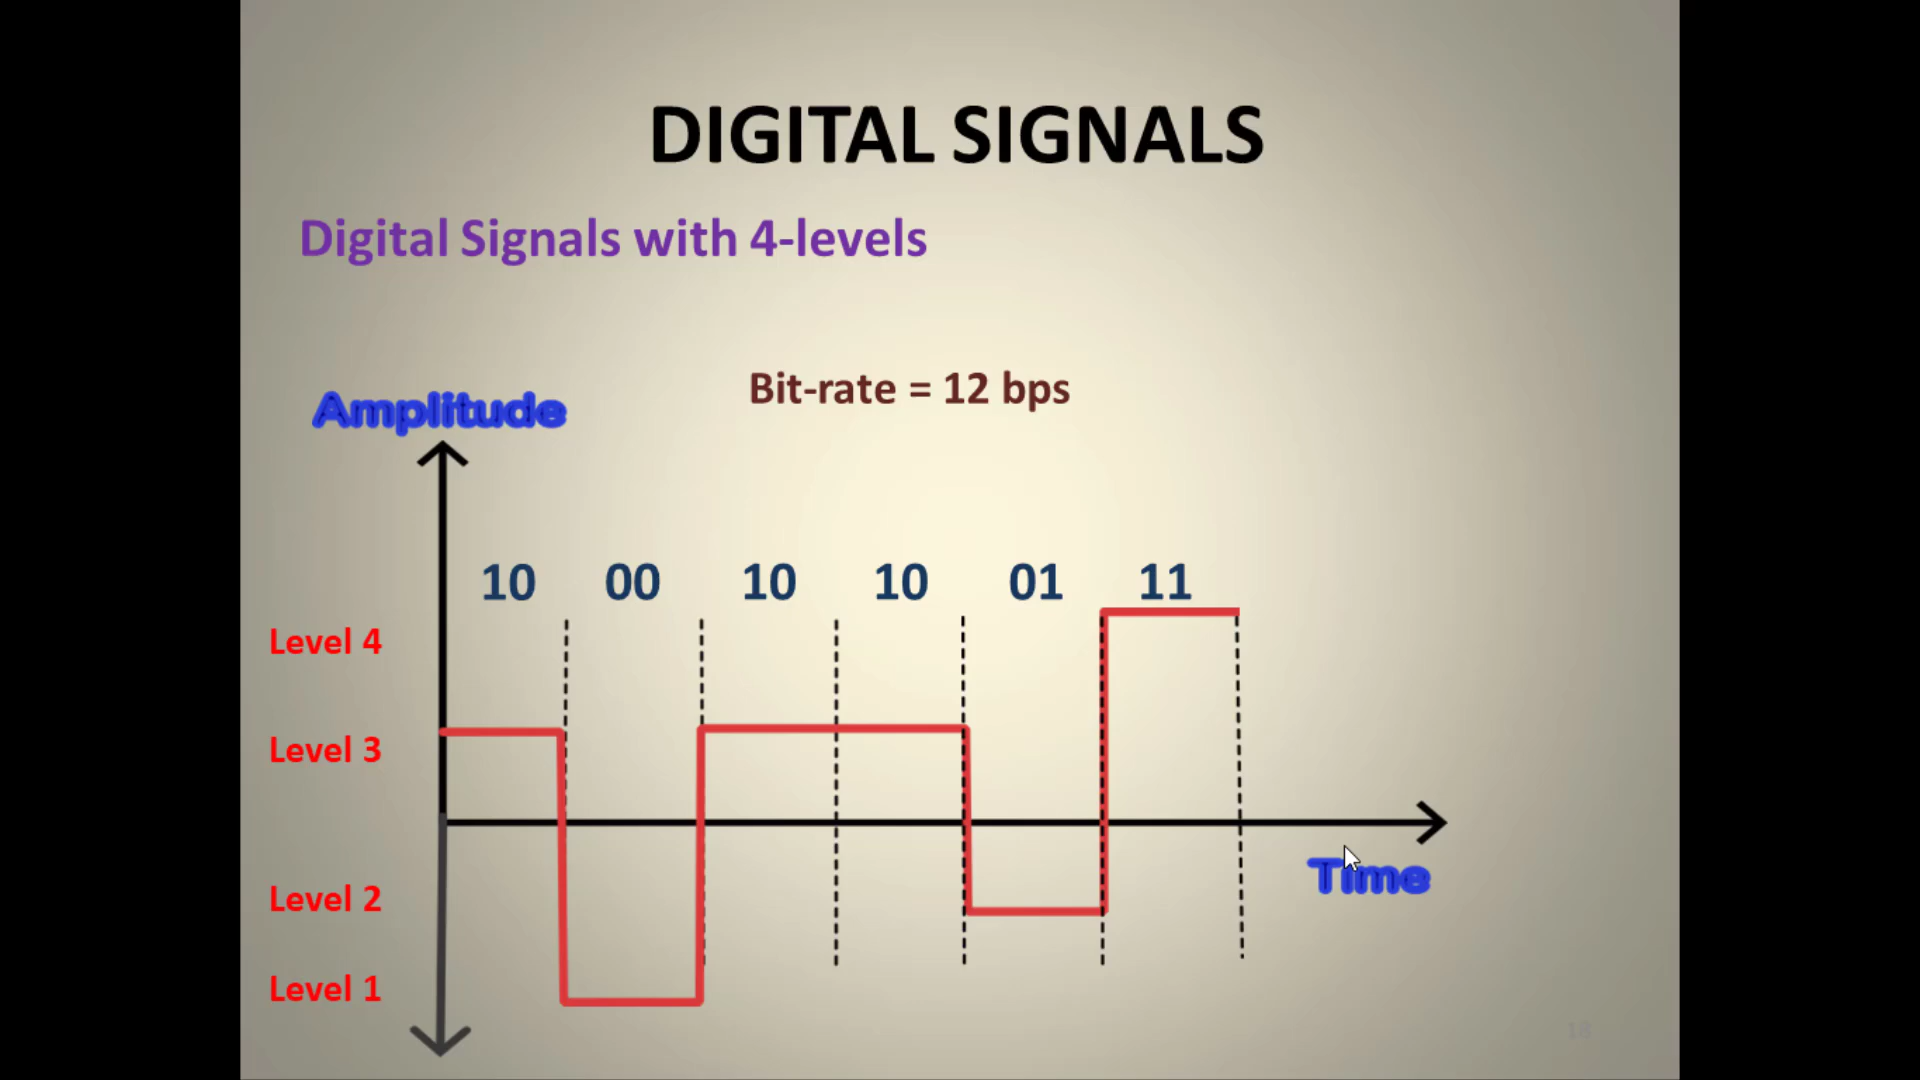 DIGITAL SIGNALS
Digital Signals with 4-levels
Bit-rate = 12 bps
Amplitude
10 00 10 10 01 11
Level 4
Level 3
Time
Level 2
Level 1
18